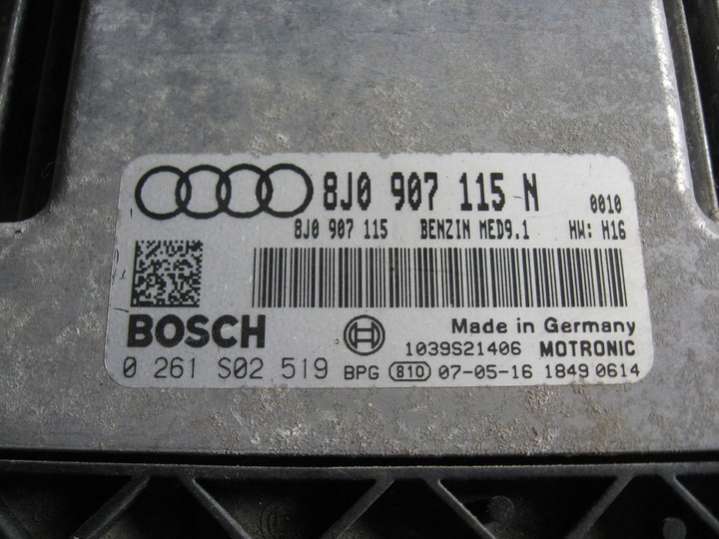 8J0 907 115 N 0010
8J0 907 115 BENZIN MED9.1 HW: H16
BOSCH Made in Germany
1039S21406 MOTRONIC
0 261 S02 519 BPG 810 07-05-16 1849 0614